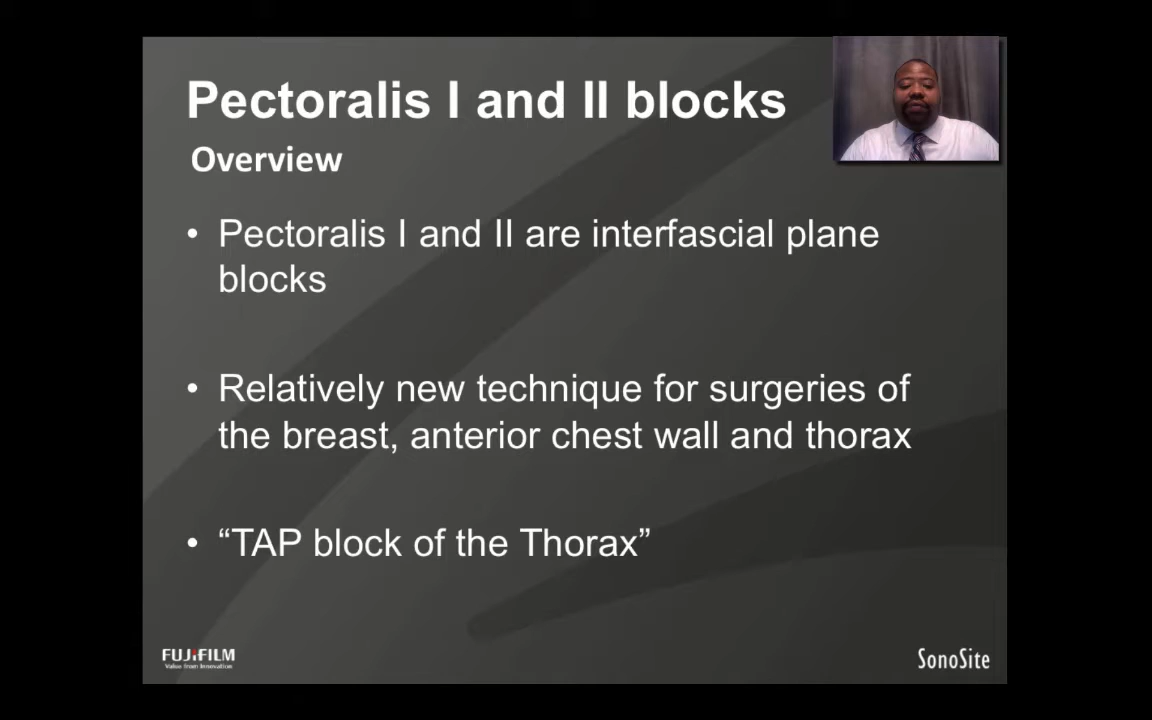 Pectoralis I and II blocks
Overview
• Pectoralis I and II are interfascial plane
blocks
• Relatively new technique for surgeries of
the breast, anterior chest wall and thorax
• “TAP block of the Thorax”
FUJIFILM
Value from Innovation
SonoSite